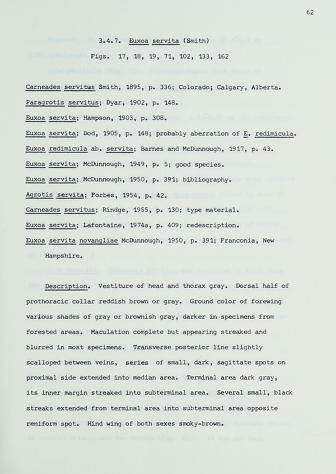 62
3.4.7. Euxoa servita (Smith)
Figs. 17, 18, 19, 71, 102, 133, 162
Carneades servitus Smith, 1895, p. 336; Colorado; Calgary, Alberta.
Paragrotis servitus; Dyar, 1902, p. 148.
Euxoa servita; Hampson, 1903, p. 308.
Euxoa servita; Dod, 1905, p. 148; probably aberration of E. redimicula.
Euxoa redimicula ab. servita; Barnes and McDunnough, 1917, p. 43.
Euxoa servita; McDunnough, 1949, p. 5; good species.
Euxoa servita; McDunnough, 1950, p. 391; bibliography.
Agrotis servita; Forbes, 1954, p. 42.
Carneades servitus; Rindge, 1955, p. 130; type material.
Euxoa servita; Lafontaine, 1974a, p. 409; redescription.
Euxoa servita novangliae McDunnough, 1950, p. 391; Franconia, New
Hampshire.
Description. Vestiture of head and thorax gray. Dorsal half of
prothoracic collar reddish brown or gray. Ground color of forewing
various shades of gray or brownish gray, darker in specimens from
forested areas. Maculation complete but appearing streaked and
blurred in most specimens. Transverse posterior line slightly
scalloped between veins, series of small, dark, sagittate spots on
proximal side extended into median area. Terminal area dark gray,
its inner margin streaked into subterminal area. Several small, black
streaks extended from terminal area into subterminal area opposite
reniform spot. Hind wing of both sexes smoky-brown.